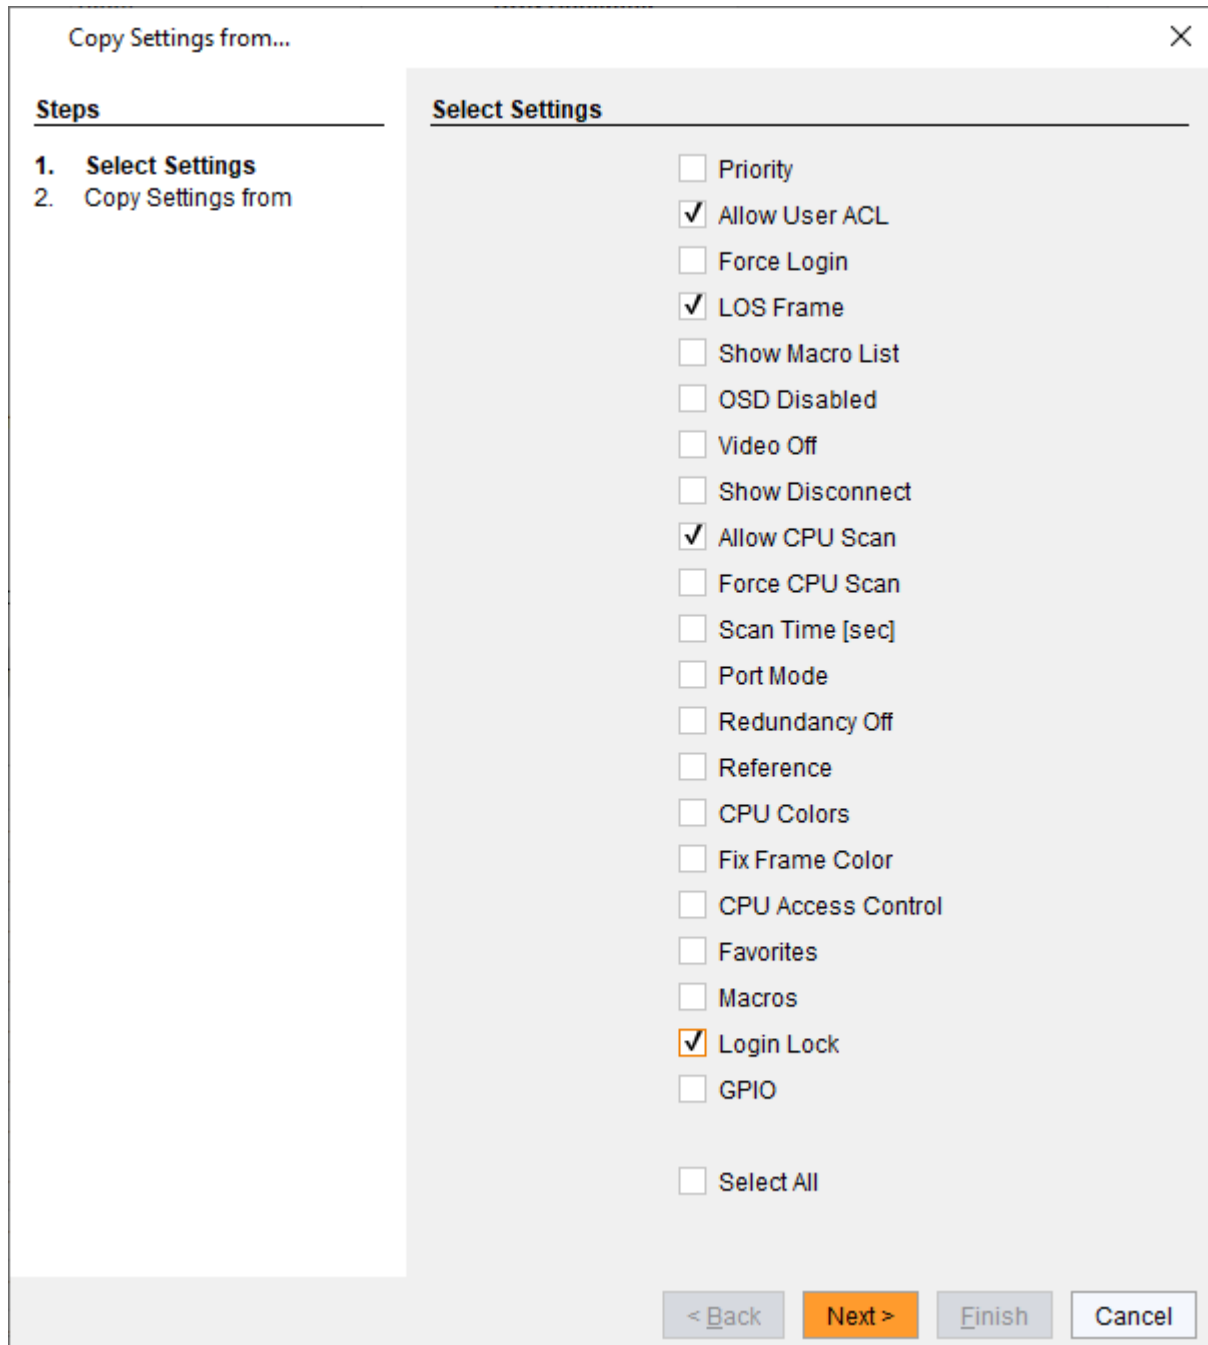 Copy Settings from...
Steps
1. Select Settings
2. Copy Settings from
Select Settings
Priority
Allow User ACL
Force Login
LOS Frame
Show Macro List
OSD Disabled
Video Off
Show Disconnect
Allow CPU Scan
Force CPU Scan
Scan Time [sec]
Port Mode
Redundancy Off
Reference
CPU Colors
Fix Frame Color
CPU Access Control
Favorites
Macros
Login Lock
GPIO
Select All
< Back Next > Finish Cancel